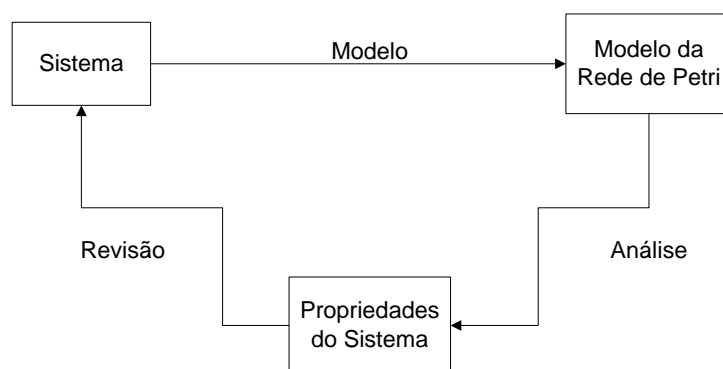 Sistema
Modelo
Modelo da
Rede de Petri
Revisão
Análise
Propriedades
do Sistema